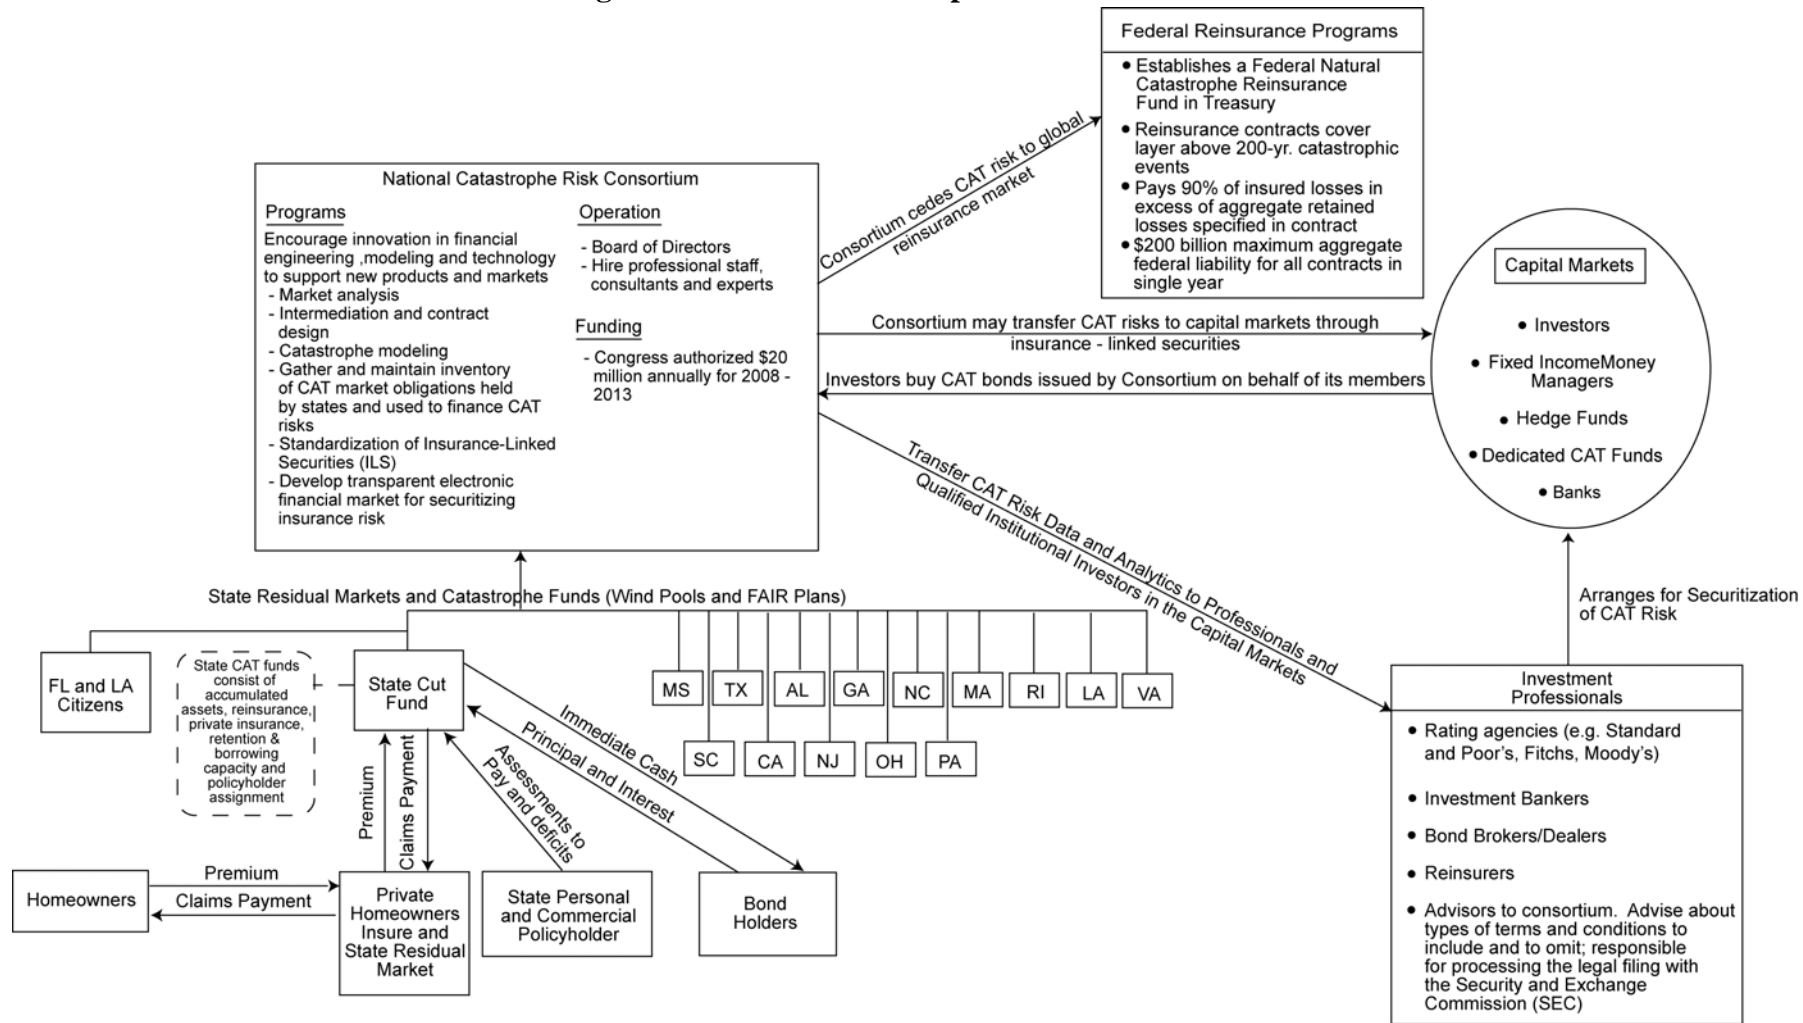 Federal Reinsurance Programs
● Establishes a Federal Natural
Catastrophe Reinsurance
Fund in Treasury
● Reinsurance contracts cover
layer above 200-yr. catastrophic
events
● Pays 90% of insured losses in
excess of aggregate retained
losses specified in contract
● $200 billion maximum aggregate
federal liability for all contracts in
single year
National Catastrophe Risk Consortium
Programs
Encourage innovation in financial
engineering ,modeling and technology
to support new products and markets
- Market analysis
- Intermediation and contract
design
- Catastrophe modeling
- Gather and maintain inventory
of CAT market obligations held
by states and used to finance CAT
risks
- Standardization of Insurance-Linked
Securities (ILS)
- Develop transparent electronic
financial market for securitizing
insurance risk
Operation
- Board of Directors
- Hire professional staff,
consultants and experts
Funding
- Congress authorized $20
million annually for 2008 -
2013
Consortium cedes CAT risk to global
reinsurance market
Consortium may transfer CAT risks to capital markets through
insurance - linked securities
Investors buy CAT bonds issued by Consortium on behalf of its members
Transfer CAT Risk Data and Analytics to Professionals and
Qualified Institutional Investors in the Capital Markets
Capital Markets
● Investors
● Fixed IncomeMoney
Managers
● Hedge Funds
● Dedicated CAT Funds
● Banks
Arranges for Securitization
of CAT Risk
State Residual Markets and Catastrophe Funds (Wind Pools and FAIR Plans)
FL and LA
Citizens
State CAT funds
consist of
accumulated
assets, reinsurance,
private insurance,
retention &
borrowing
capacity and
policyholder
assignment
State Cut
Fund
MS
TX
AL
GA
NC
MA
RI
LA
VA
SC
CA
NJ
OH
PA
Immediate Cash
Principal and Interest
Assessments to
Pay and deficits
Premium
Claims Payment
Homeowners
Premium
Claims Payment
Private
Homeowners
Insure and
State Residual
Market
State Personal
and Commercial
Policyholder
Bond
Holders
Investment
Professionals
● Rating agencies (e.g. Standard
and Poor's, Fitchs, Moody's)
● Investment Bankers
● Bond Brokers/Dealers
● Reinsurers
● Advisors to consortium. Advise about
types of terms and conditions to
include and to omit; responsible
for processing the legal filing with
the Security and Exchange
Commission (SEC)